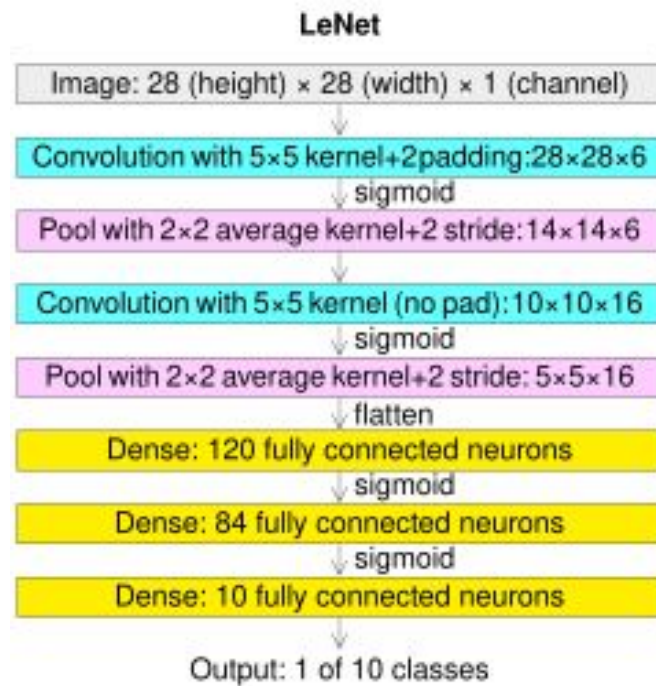 LeNet
Image: 28 (height) × 28 (width) × 1 (channel)
Convolution with 5×5 kernel+2padding:28×28×6
sigmoid
Pool with 2×2 average kernel+2 stride:14×14×6
Convolution with 5×5 kernel (no pad):10×10×16
sigmoid
Pool with 2×2 average kernel+2 stride: 5×5×16
flatten
Dense: 120 fully connected neurons
sigmoid
Dense: 84 fully connected neurons
sigmoid
Dense: 10 fully connected neurons
Output: 1 of 10 classes